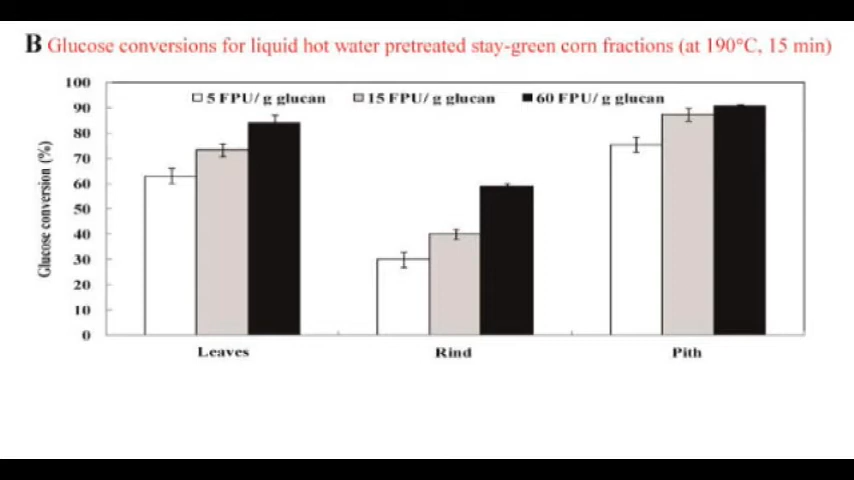 B Glucose conversions for liquid hot water pretreated stay-green corn fractions (at 190°C, 15 min)
5 FPU/ g glucan 15 FPU/ g glucan 60 FPU/ g glucan
Glucose conversion (%)
100
90
80
70
60
50
40
30
20
10
0
Leaves Rind Pith